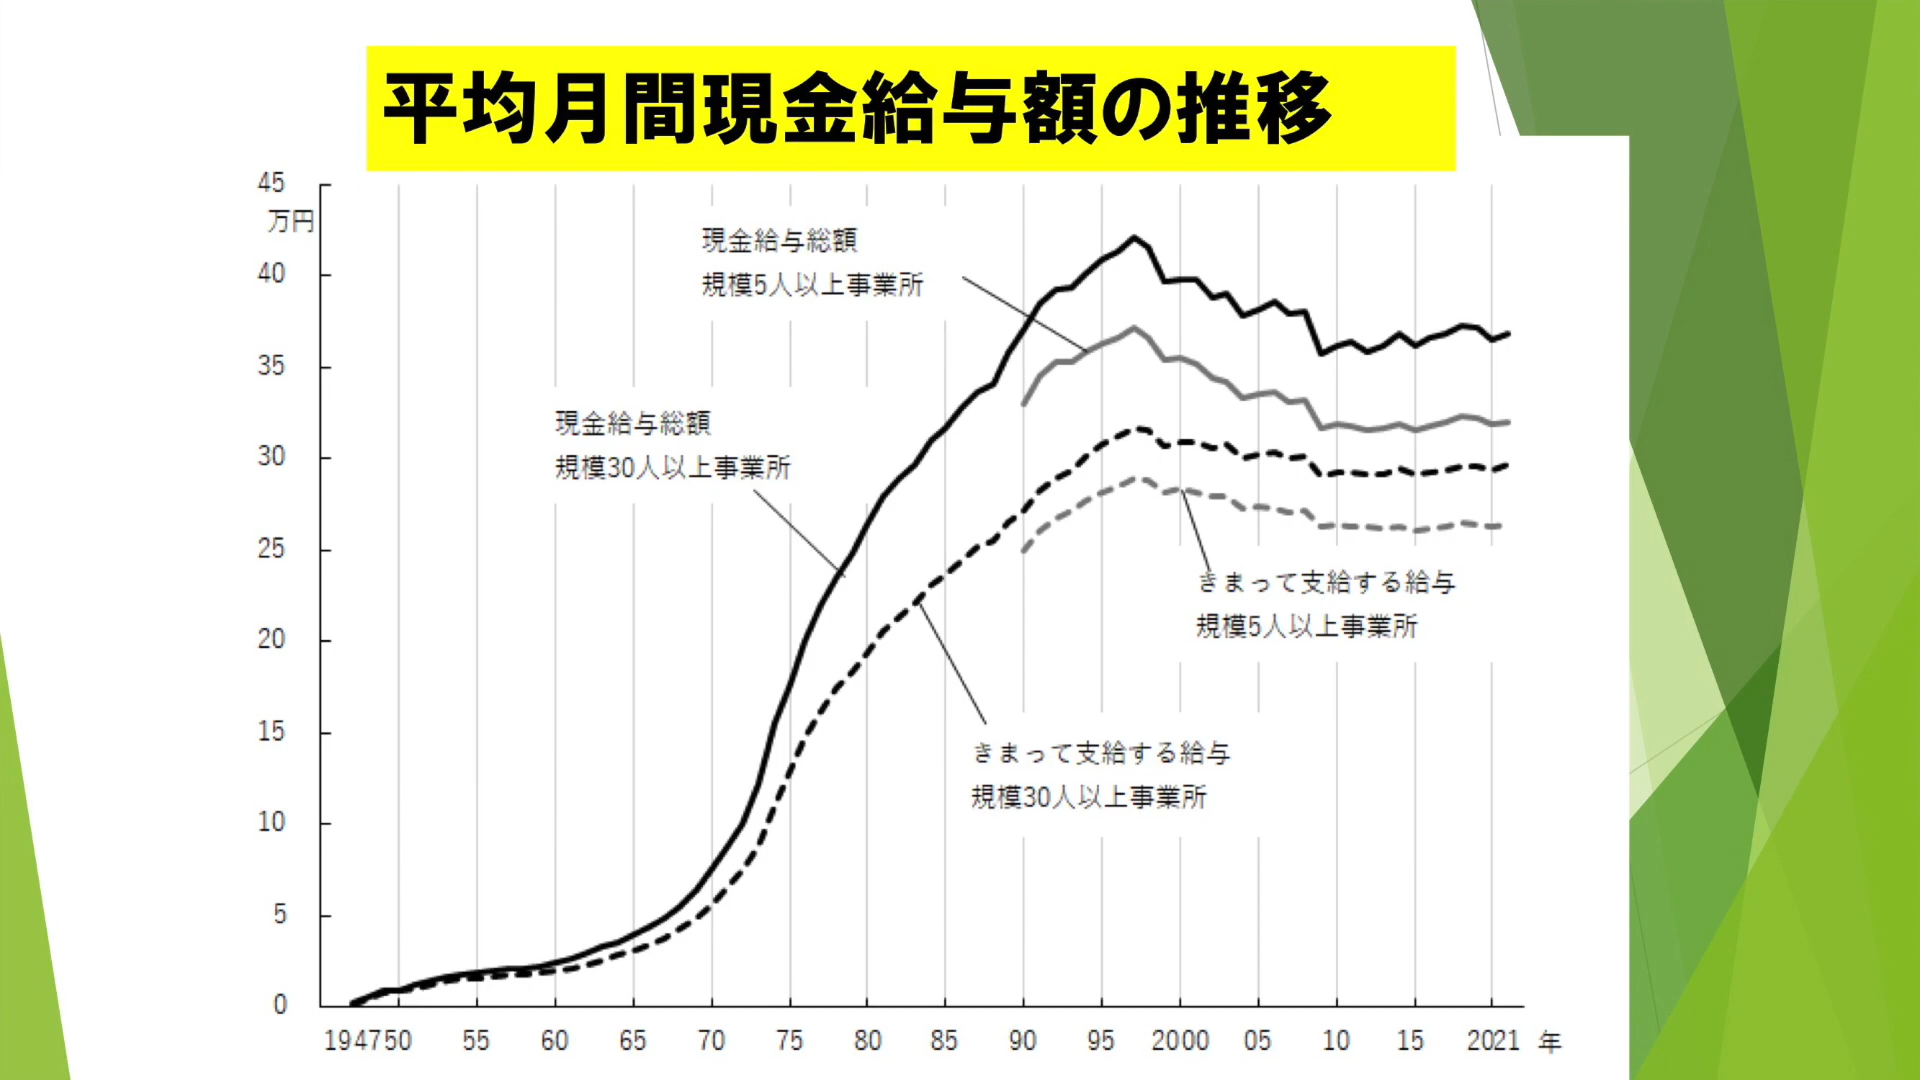 平均月間現金給与額の推移
45
万円
40
35
30
25
20
15
10
5
0
現金給与総額
規模5人以上事業所
現金給与総額
規模30人以上事業所
きまって支給する給与
規模5人以上事業所
きまって支給する給与
規模30人以上事業所
1947 50 55 60 65 70 75 80 85 90 95 2000 05 10 15 2021 年